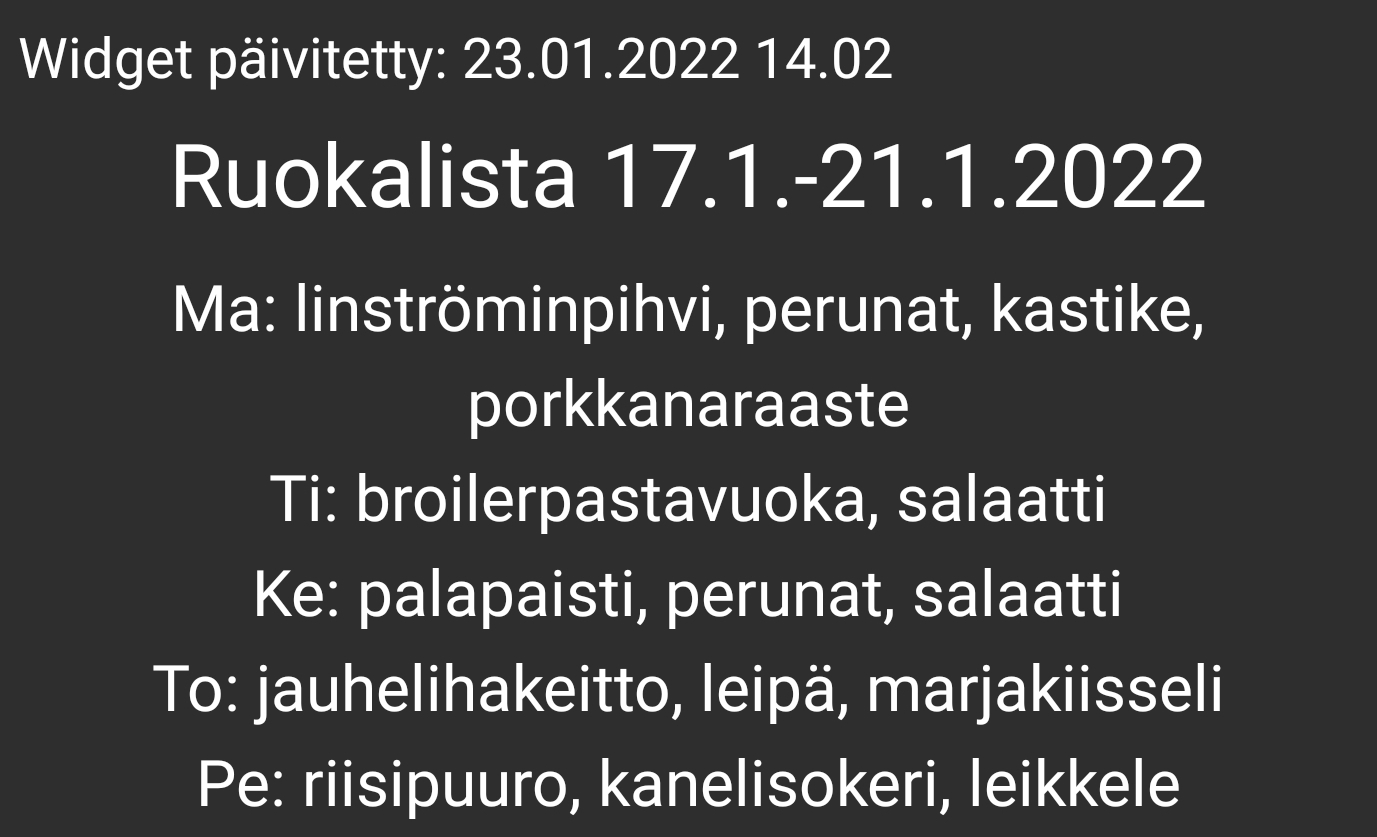 Widget päivitetty: 23.01.2022 14.02
Ruokalista 17.1.-21.1.2022
Ma: linströminpihvi, perunat, kastike,
porkkanaraaste
Ti: broilerpastavuoka, salaatti
Ke: palapaisti, perunat, salaatti
To: jauhelihakeitto, leipä, marjakiisseli
Pe: riisipuuro, kanelisokeri, leikkele